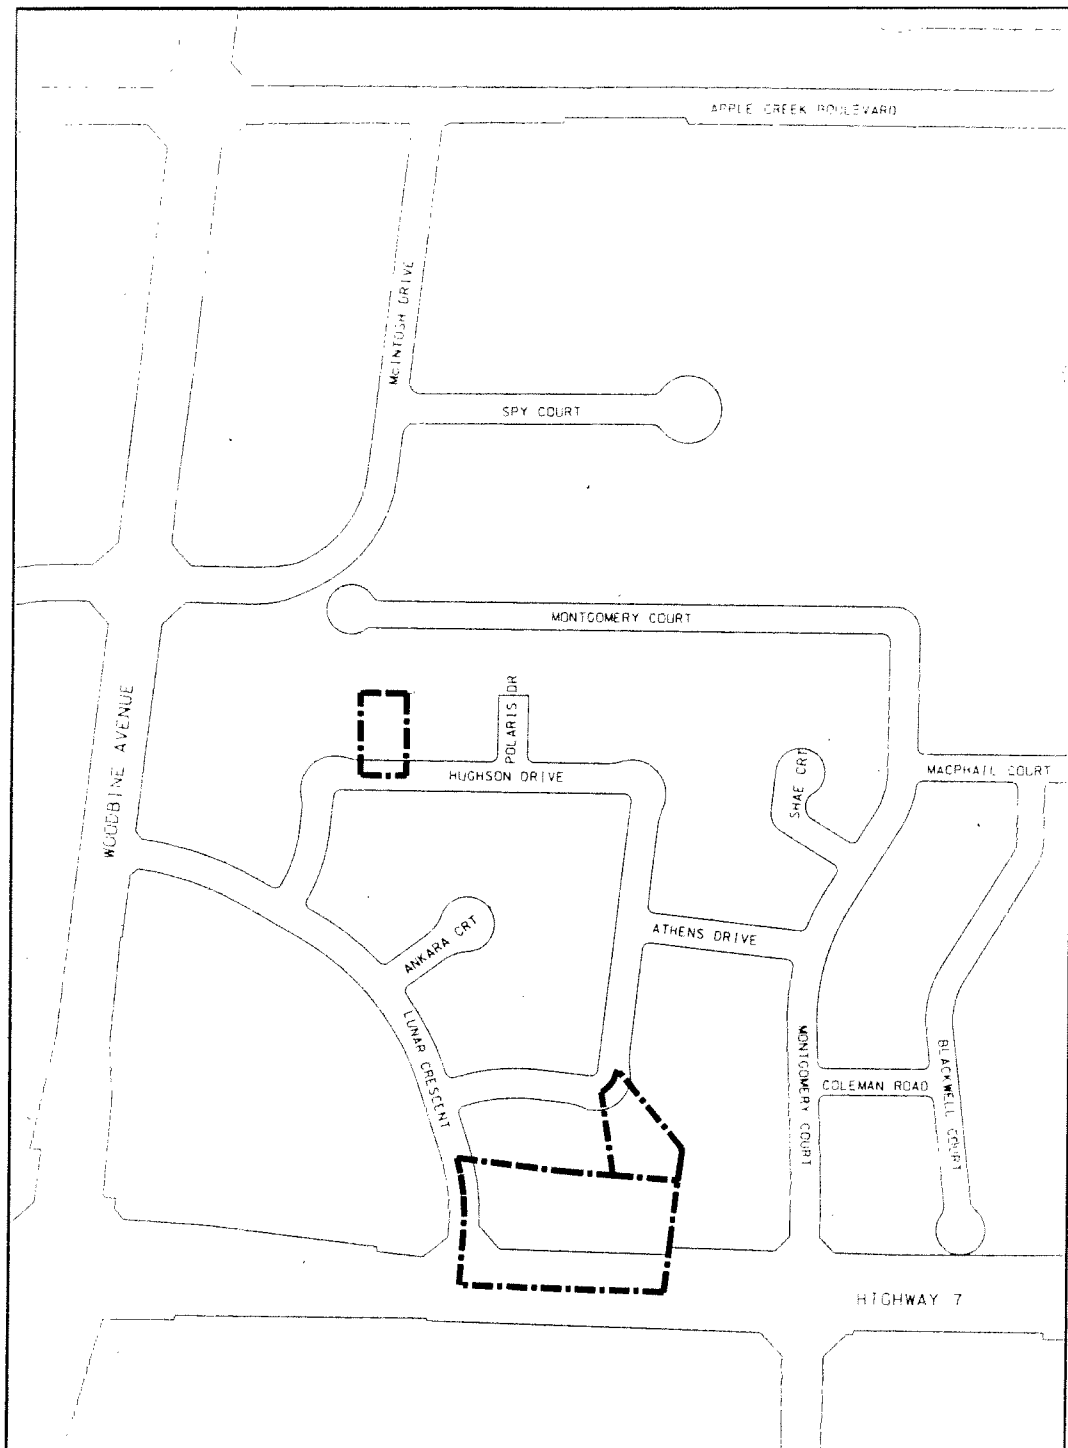 APPLE CREEK BOULEVARD
McINTOSH DRIVE
SPY COURT
MONTGOMERY COURT
WOODBINE AVENUE
POLARIS DR
HUGHSON DRIVE
SHAE CRT
MACPHAIL COURT
ANKARA CRT
ATHENS DRIVE
LUNAR CRESCENT
MONTGOMERY COURT
COLEMAN ROAD
BLACKWELL COURT
HIGHWAY 7